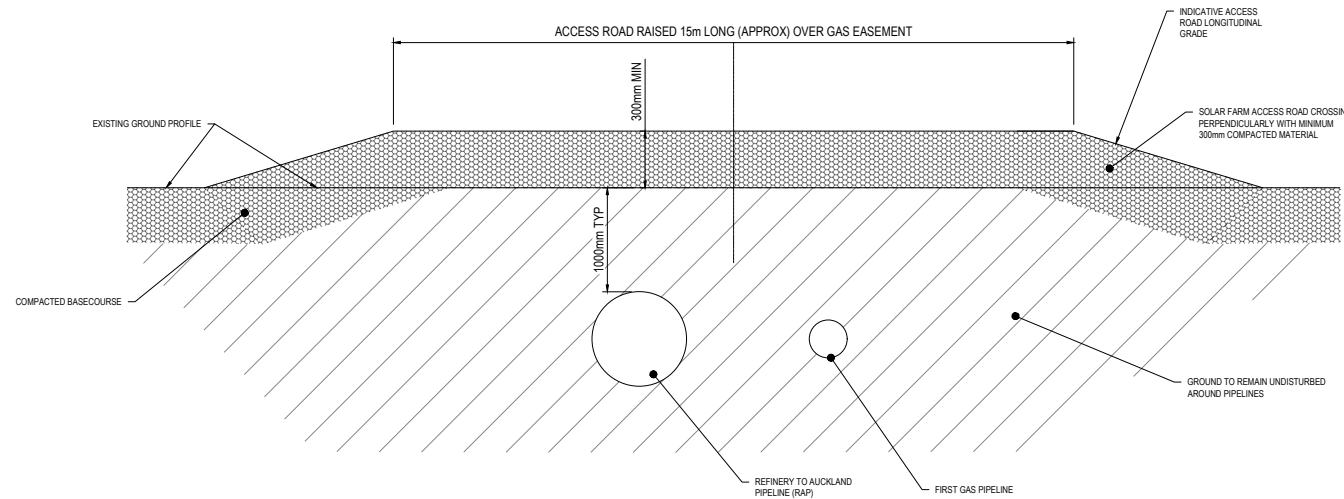 ACCESS ROAD RAISED 15m LONG (APPROX) OVER GAS EASEMENT
INDICATIVE ACCESS
ROAD LONGITUDINAL
GRADE
300mm MIN
EXISTING GROUND PROFILE
SOLAR FARM ACCESS ROAD CROSSIN
PERPENDICULARLY WITH MINIMUM
300mm COMPACTED MATERIAL
1000mm TYP
COMPACTED BASECOURSE
GROUND TO REMAIN UNDISTURBED
AROUND PIPELINES
REFINERY TO AUCKLAND
PIPELINE (RAP)
FIRST GAS PIPELINE